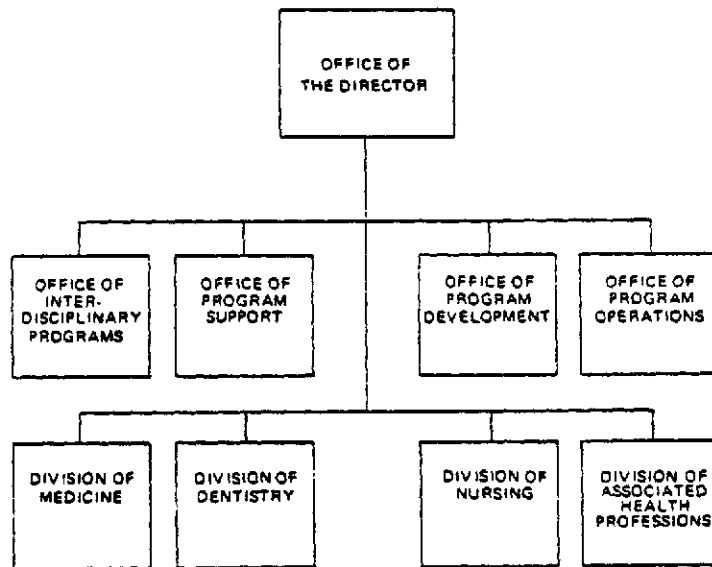 OFFICE OF
THE DIRECTOR
OFFICE OF
INTER-
DISCIPLINARY
PROGRAMS
OFFICE OF
PROGRAM
SUPPORT
OFFICE OF
PROGRAM
DEVELOPMENT
OFFICE OF
PROGRAM
OPERATIONS
DIVISION OF
MEDICINE
DIVISION OF
DENTISTRY
DIVISION OF
NURSING
DIVISION OF
ASSOCIATED
HEALTH
PROFESSIONS